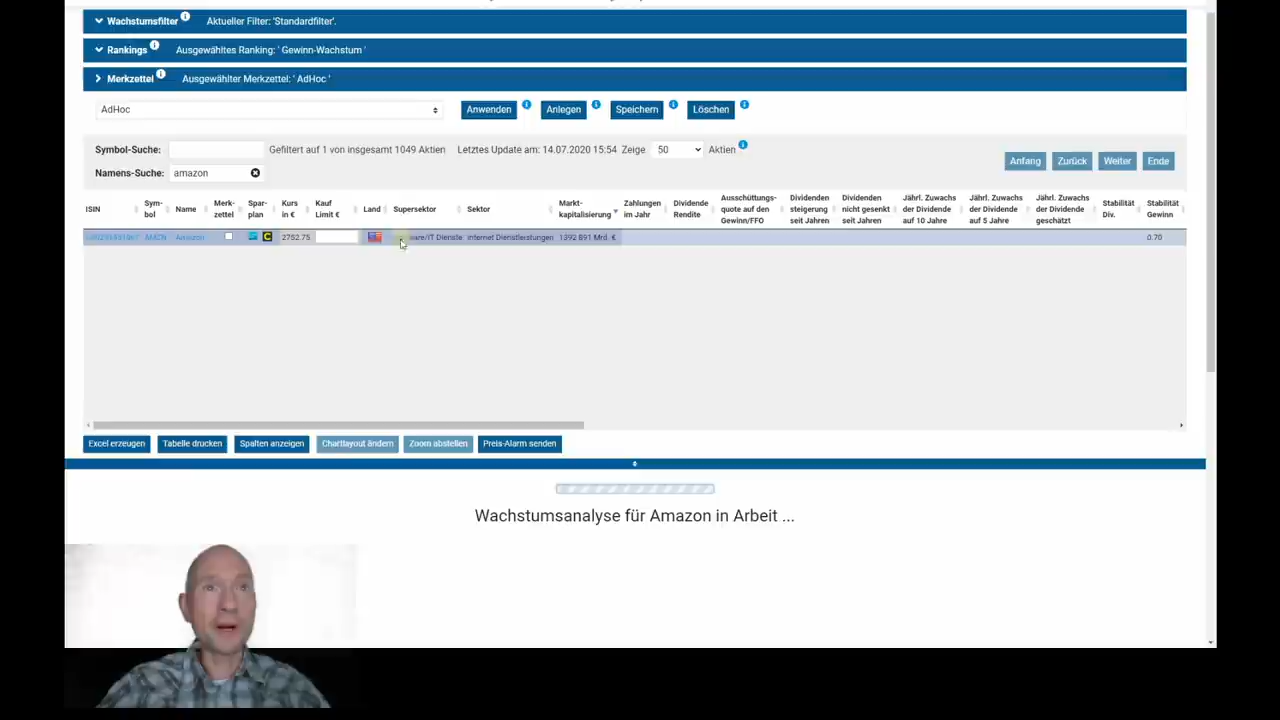 Wachstumsfilter Aktueller Filter: 'Standardfilter'.
Rankings Ausgewähltes Ranking: ' Gewinn-Wachstum '
Merkzettel Ausgewählter Merkzettel: ' AdHoc '
AdHoc Anwenden Anlegen Speichern Löschen
Symbol-Suche: Gefiltert auf 1 von insgesamt 1049 Aktien Letztes Update am: 14.07.2020 15:54 Zeige 50 Aktien
Namens-Suche: amazon
Anfang Zurück Weiter Ende
ISIN Sym-bol Name Merk-zettel Spar-plan Kurs in € Kauf Limit € Land Supersektor Sektor Markt-kapitalisierung Zahlungen im Jahr Dividende Rendite Ausschüttungs-quote auf den Gewinn/FFO Dividenden steigerung seit Jahren Dividenden nicht gesenkt seit Jahren Jährl. Zuwachs der Dividende auf 10 Jahre Jährl. Zuwachs der Dividende auf 5 Jahre Jährl. Zuwachs der Dividende geschätzt Stabilität Div. Stabilität Gewinn
AMZN Amazon 2752.75 ware/IT Dienstle Internet Dienstleistungen 1392 891 Mrd. € 0.70
Excel erzeugen Tabelle drucken Spalten anzeigen Chartlayout ändern Zoom abstellen Preis-Alarm senden
Wachstumsanalyse für Amazon in Arbeit ...